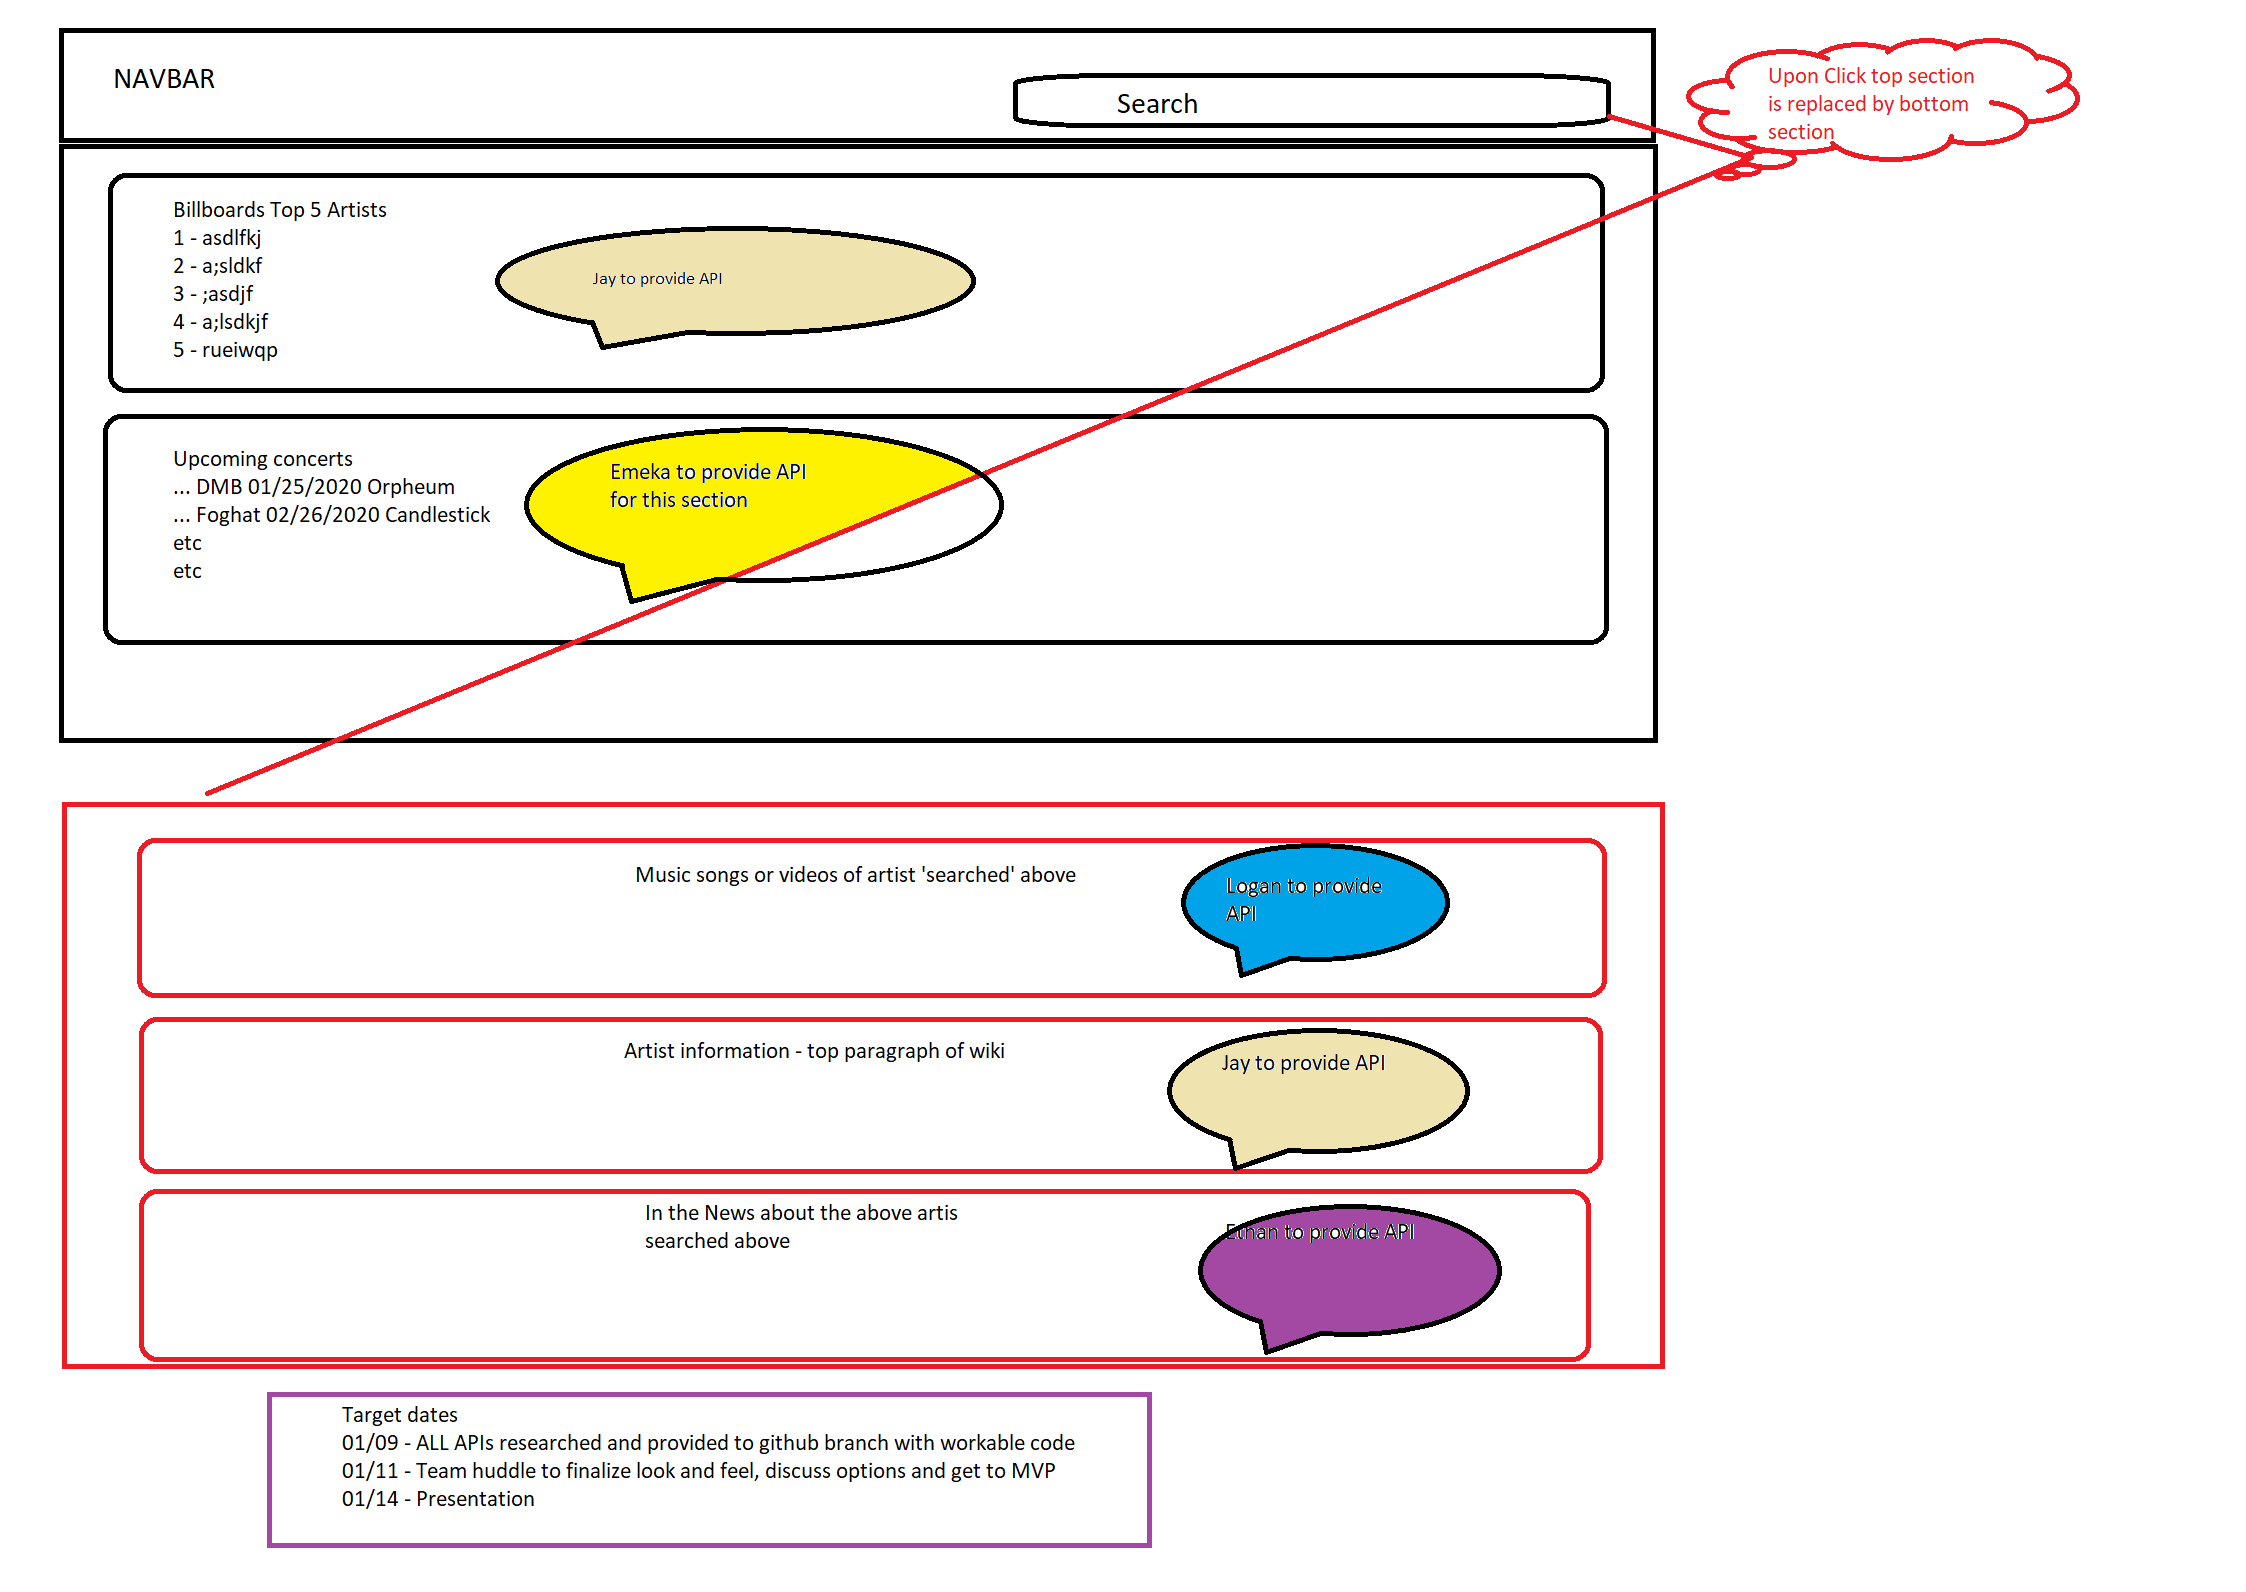 NAVBAR
Search
Upon Click top section
is replaced by bottom
section
Billboards Top 5 Artists
1 - asdlfkj
2 - a;sldkf
3 - ;asdjf
4 - a;lsdkjf
5 - rueiwqp
Jay to provide API
Upcoming concerts
... DMB 01/25/2020 Orpheum
... Foghat 02/26/2020 Candlestick
etc
etc
Emeka to provide API
for this section
Music songs or videos of artist 'searched' above
Logan to provide
API
Artist information - top paragraph of wiki
Jay to provide API
In the News about the above artis
searched above
Ethan to provide API
Target dates
01/09 - ALL APIs researched and provided to github branch with workable code
01/11 - Team huddle to finalize look and feel, discuss options and get to MVP
01/14 - Presentation